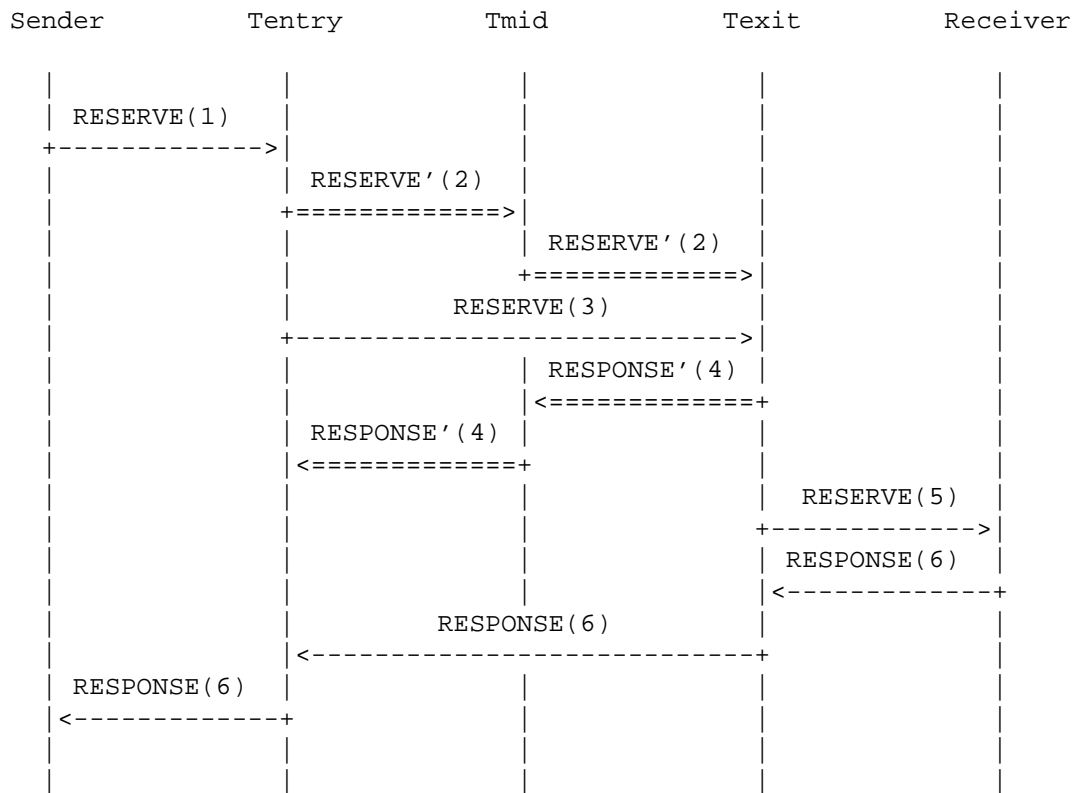 Sender Tentry Tmid Texit Receiver
RESERVE(1)
RESERVE'(2)
RESERVE'(2)
RESERVE(3)
RESPONSE'(4)
RESPONSE'(4)
RESERVE(5)
RESPONSE(6)
RESPONSE(6)
RESPONSE(6)